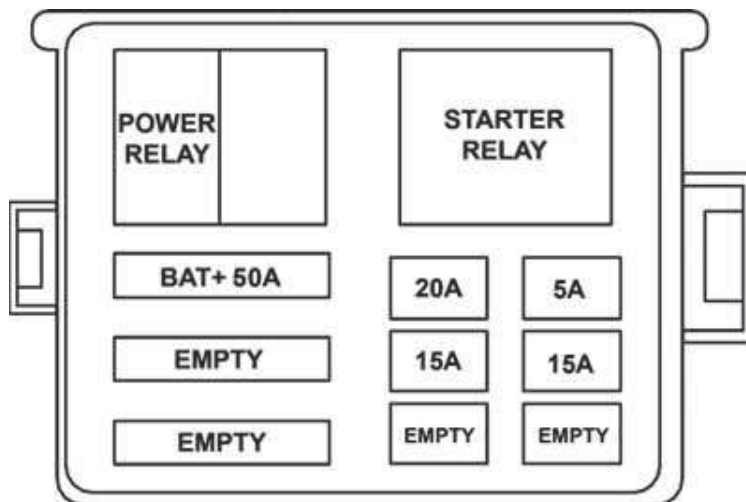 POWER
RELAY
STARTER
RELAY
BAT+ 50A
20A
5A
EMPTY
15A
15A
EMPTY
EMPTY
EMPTY